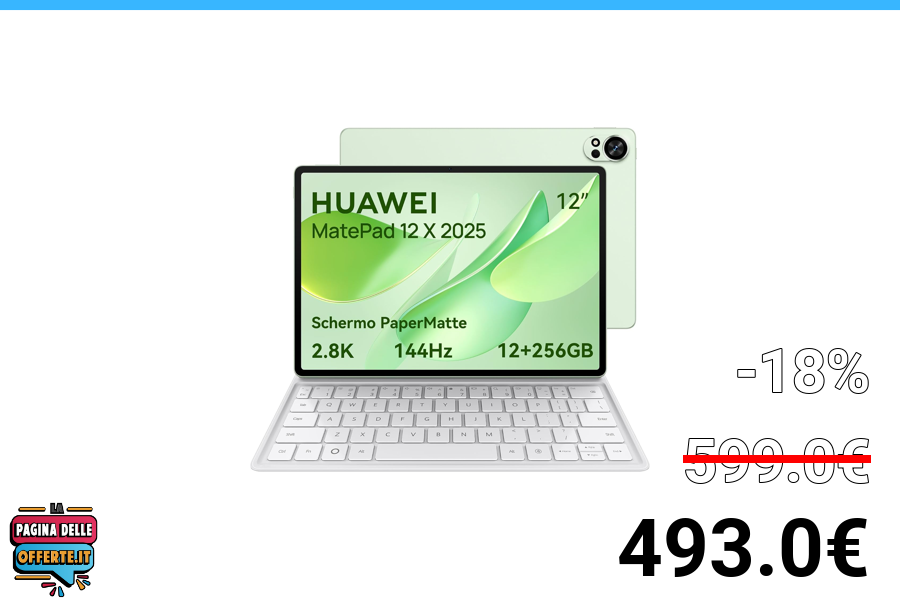 HUAWEI
12”
MatePad 12 X 2025
Schermo PaperMatte
2.8K 144Hz 12+256GB
-18%
599.0€
493.0€
LA
PAGINA DELLE
OFFERTE.IT